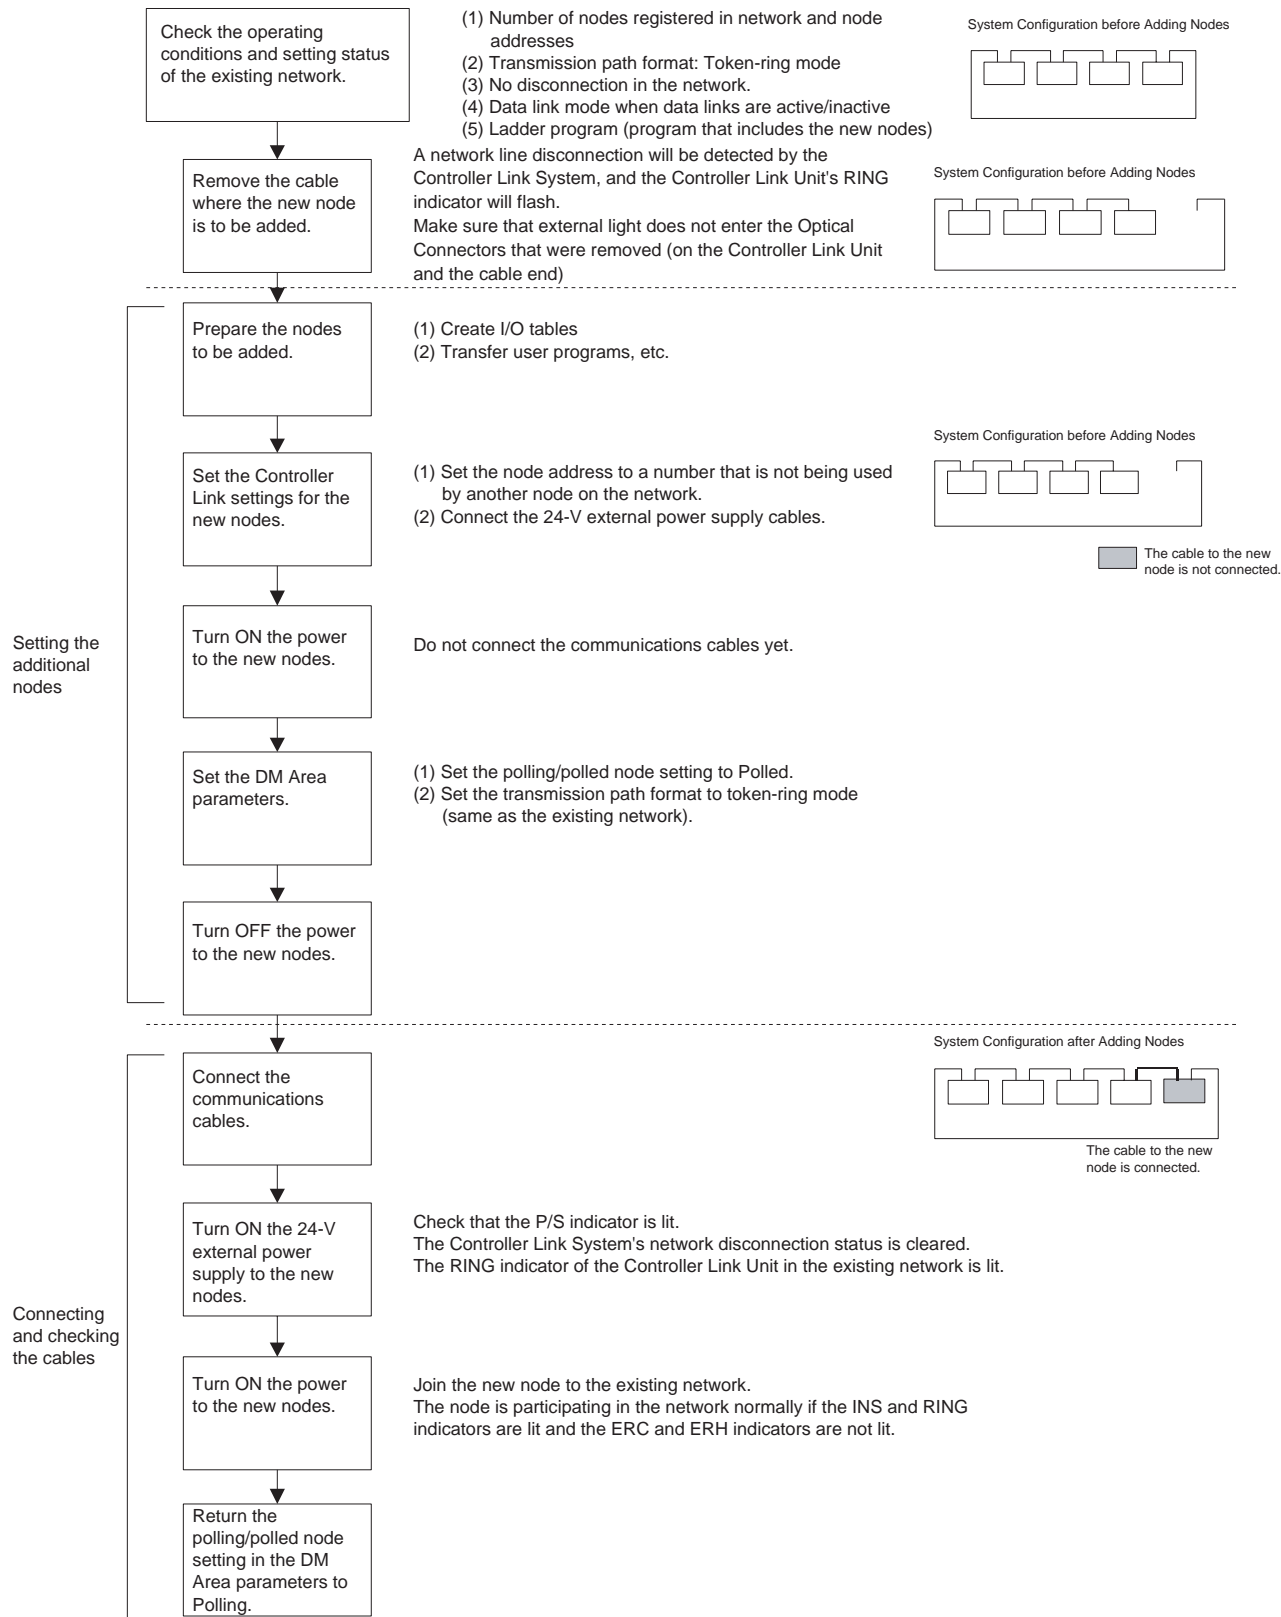 Check the operating
conditions and setting status
of the existing network.
(1) Number of nodes registered in network and node
addresses
(2) Transmission path format: Token-ring mode
(3) No disconnection in the network.
(4) Data link mode when data links are active/inactive
(5) Ladder program (program that includes the new nodes)
System Configuration before Adding Nodes
Remove the cable
where the new node
is to be added.
A network line disconnection will be detected by the
Controller Link System, and the Controller Link Unit's RING
indicator will flash.
Make sure that external light does not enter the Optical
Connectors that were removed (on the Controller Link Unit
and the cable end)
System Configuration before Adding Nodes
Setting the
additional
nodes
Prepare the nodes
to be added.
(1) Create I/O tables
(2) Transfer user programs, etc.
Set the Controller
Link settings for the
new nodes.
(1) Set the node address to a number that is not being used
by another node on the network.
(2) Connect the 24-V external power supply cables.
System Configuration before Adding Nodes
The cable to the new
node is not connected.
Turn ON the power
to the new nodes.
Do not connect the communications cables yet.
Set the DM Area
parameters.
(1) Set the polling/polled node setting to Polled.
(2) Set the transmission path format to token-ring mode
(same as the existing network).
Turn OFF the power
to the new nodes.
Connecting
and checking
the cables
Connect the
communications
cables.
System Configuration after Adding Nodes
The cable to the new
node is connected.
Turn ON the 24-V
external power
supply to the new
nodes.
Check that the P/S indicator is lit.
The Controller Link System's network disconnection status is cleared.
The RING indicator of the Controller Link Unit in the existing network is lit.
Turn ON the power
to the new nodes.
Join the new node to the existing network.
The node is participating in the network normally if the INS and RING
indicators are lit and the ERC and ERH indicators are not lit.
Return the
polling/polled node
setting in the DM
Area parameters to
Polling.